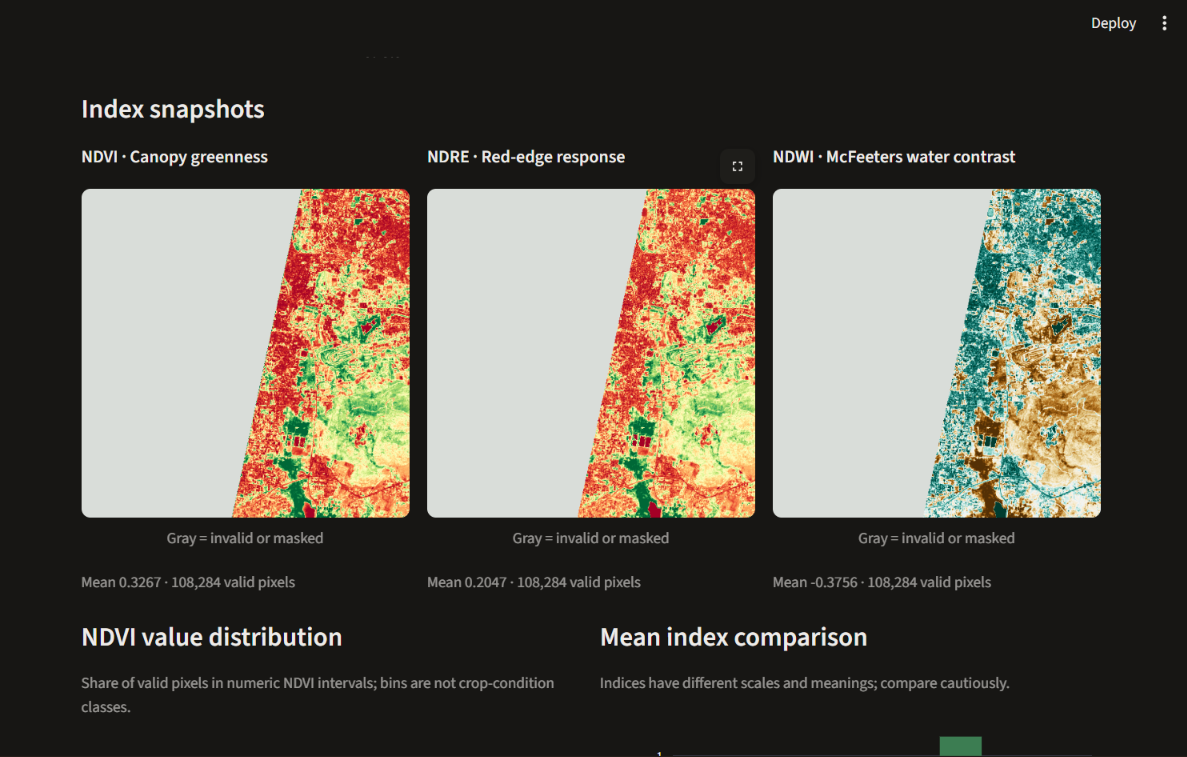 Deploy
Index snapshots
NDVI · Canopy greenness
NDRE · Red-edge response
NDWI · McFeeters water contrast
Gray = invalid or masked
Gray = invalid or masked
Gray = invalid or masked
Mean 0.3267 · 108,284 valid pixels
Mean 0.2047 · 108,284 valid pixels
Mean -0.3756 · 108,284 valid pixels
NDVI value distribution
Share of valid pixels in numeric NDVI intervals; bins are not crop-condition
classes.
Mean index comparison
Indices have different scales and meanings; compare cautiously.